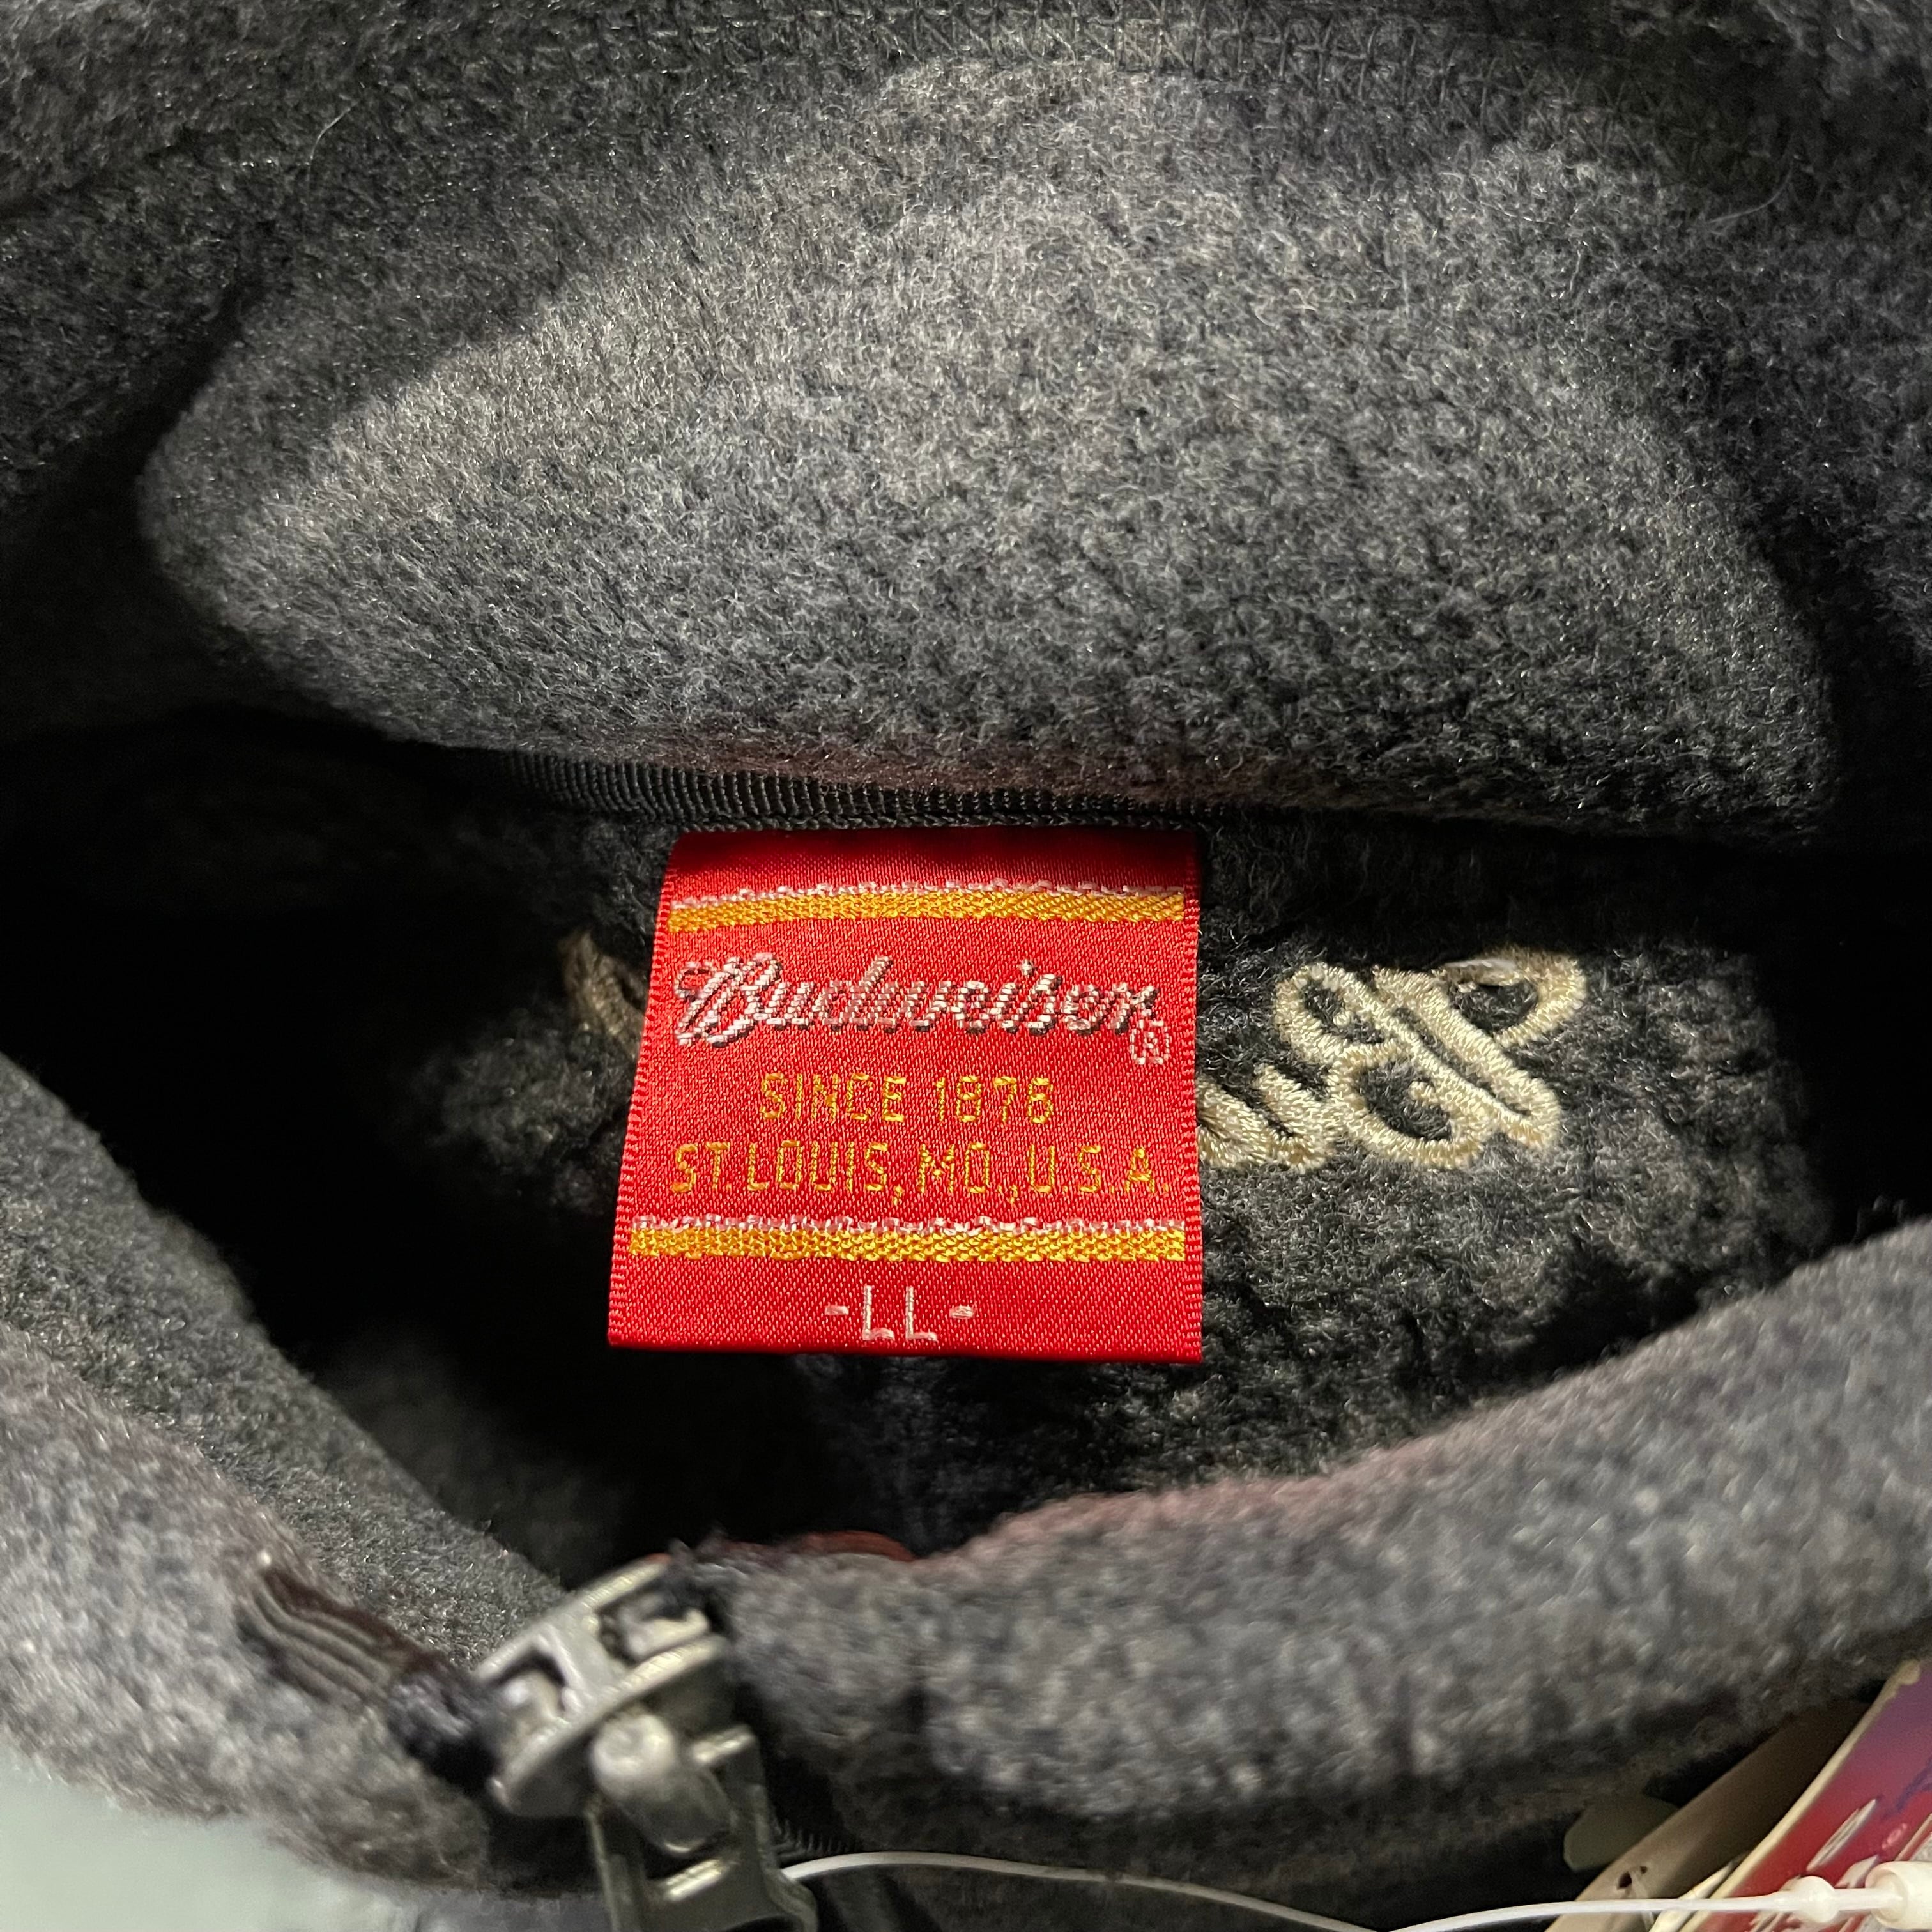 Budweiser®
SINCE 1876
ST.LOUIS, MO., U.S.A.
-LL-